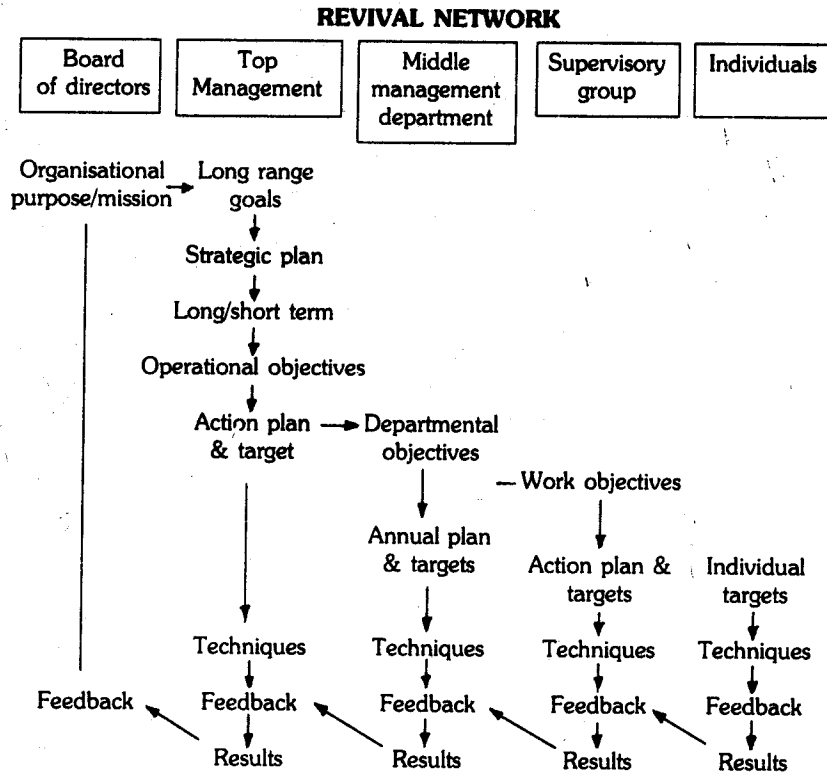 REVIVAL NETWORK
Board
of directors
Top
Management
Middle
management
department
Supervisory
group
Individuals
Organisational
purpose/mission
Long range
goals
Strategic plan
Long/short term
Operational objectives
Action plan
& target
Departmental
objectives
Work objectives
Annual plan
& targets
Action plan &
targets
Individual
targets
Techniques
Techniques
Techniques
Techniques
Feedback
Feedback
Feedback
Feedback
Feedback
Results
Results
Results
Results